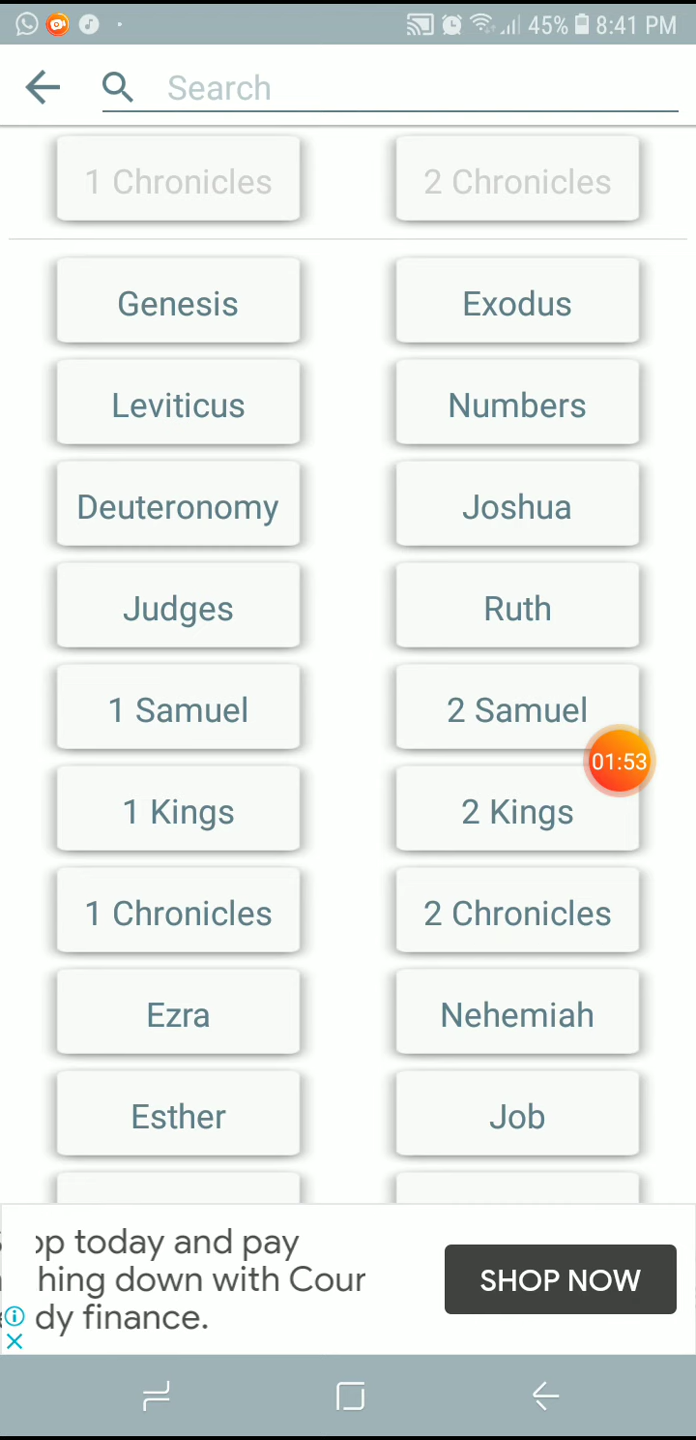 45% 8:41 PM
Search
1 Chronicles 2 Chronicles
Genesis Exodus
Leviticus Numbers
Deuteronomy Joshua
Judges Ruth
1 Samuel 2 Samuel
01:53
1 Kings 2 Kings
1 Chronicles 2 Chronicles
Ezra Nehemiah
Esther Job
op today and pay
hing down with Cour
dy finance.
SHOP NOW